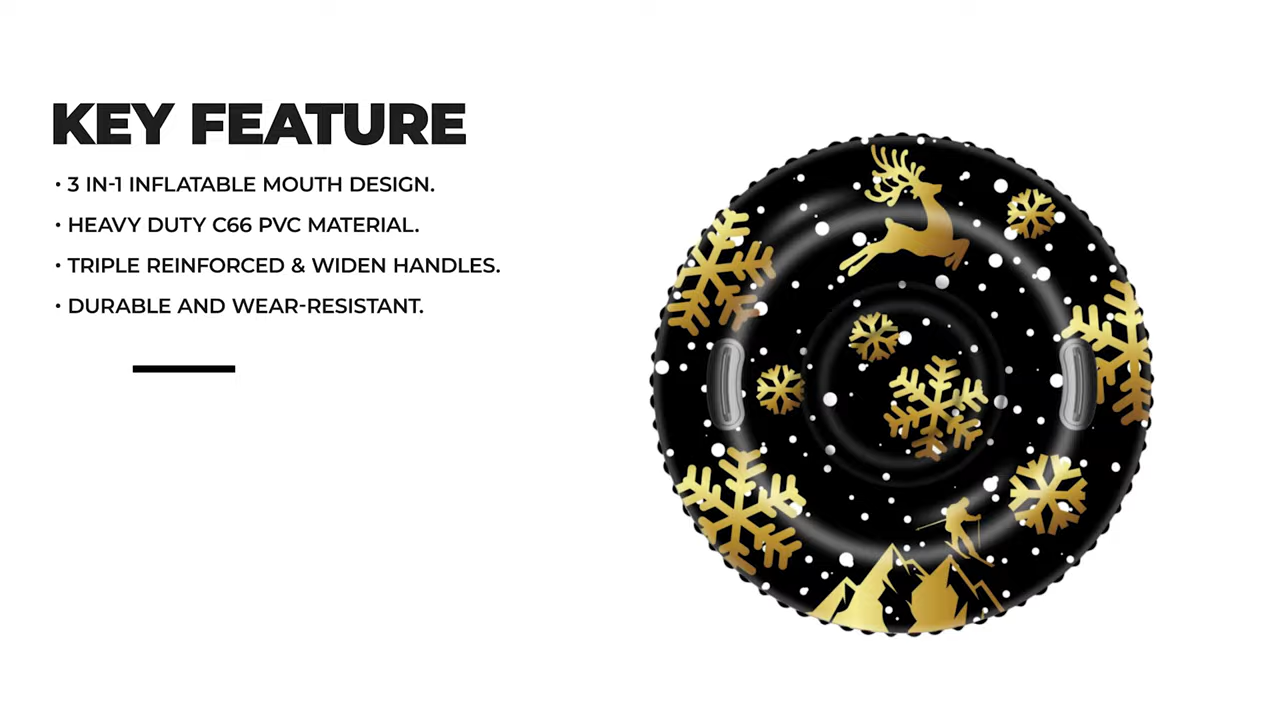 KEY FEATURE
• 3 IN-1 INFLATABLE MOUTH DESIGN.
• HEAVY DUTY C66 PVC MATERIAL.
• TRIPLE REINFORCED & WIDEN HANDLES.
• DURABLE AND WEAR-RESISTANT.